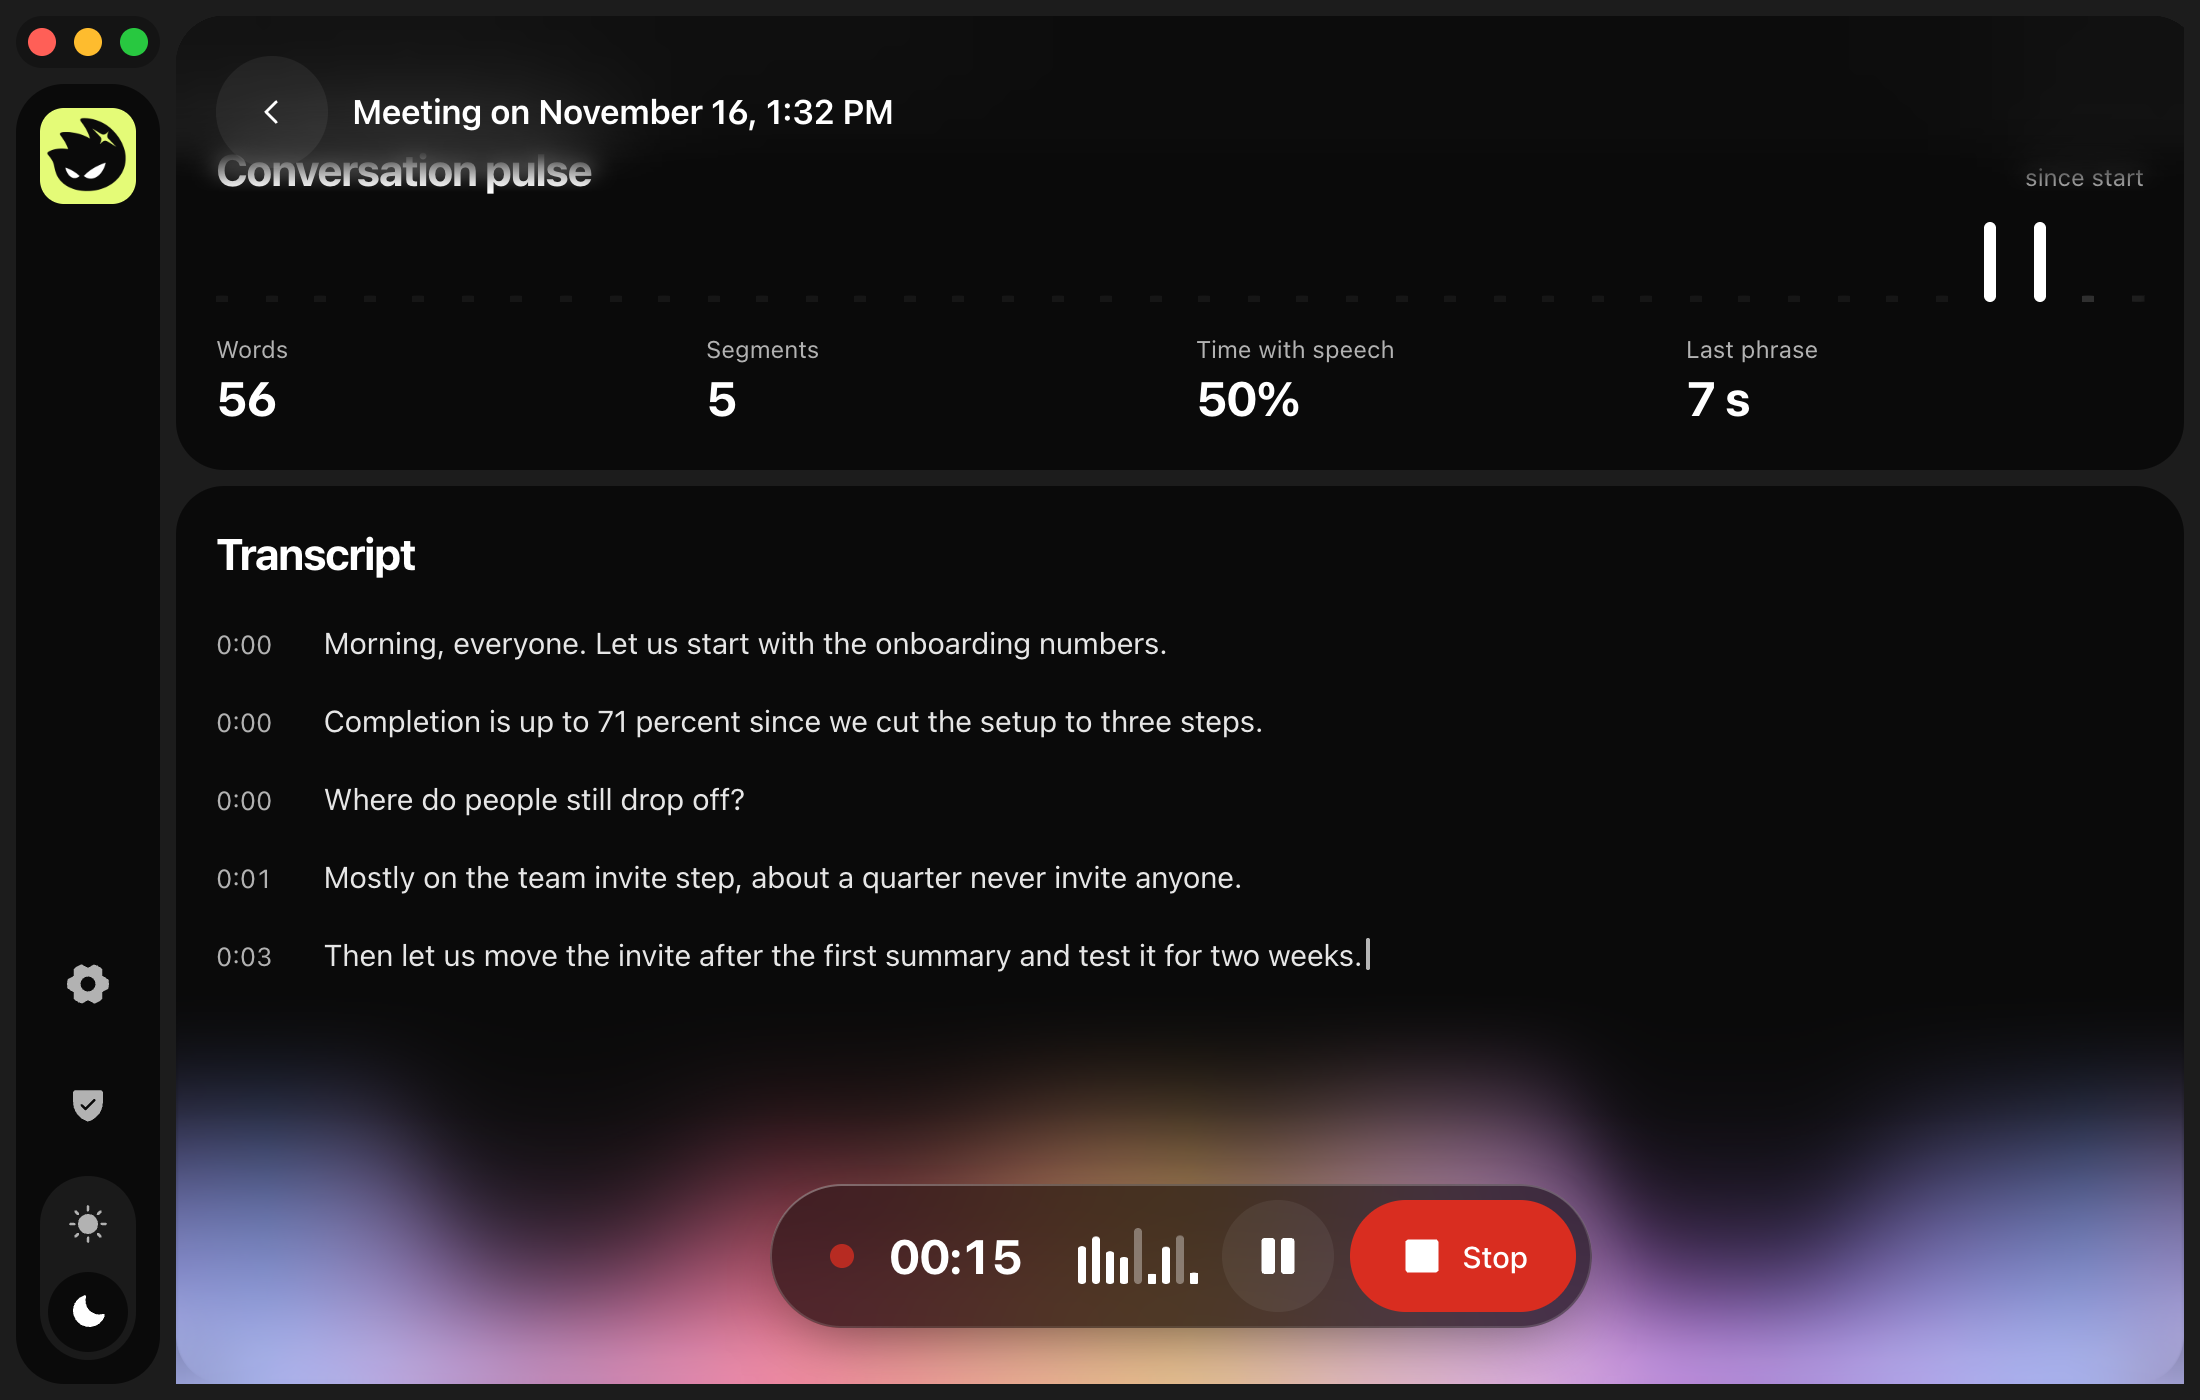 Meeting on November 16, 1:32 PM
Conversation pulse
since start
Words
56
Segments
5
Time with speech
50%
Last phrase
7 s
Transcript
0:00 Morning, everyone. Let us start with the onboarding numbers.
0:00 Completion is up to 71 percent since we cut the setup to three steps.
0:00 Where do people still drop off?
0:01 Mostly on the team invite step, about a quarter never invite anyone.
0:03 Then let us move the invite after the first summary and test it for two weeks.
00:15
Stop